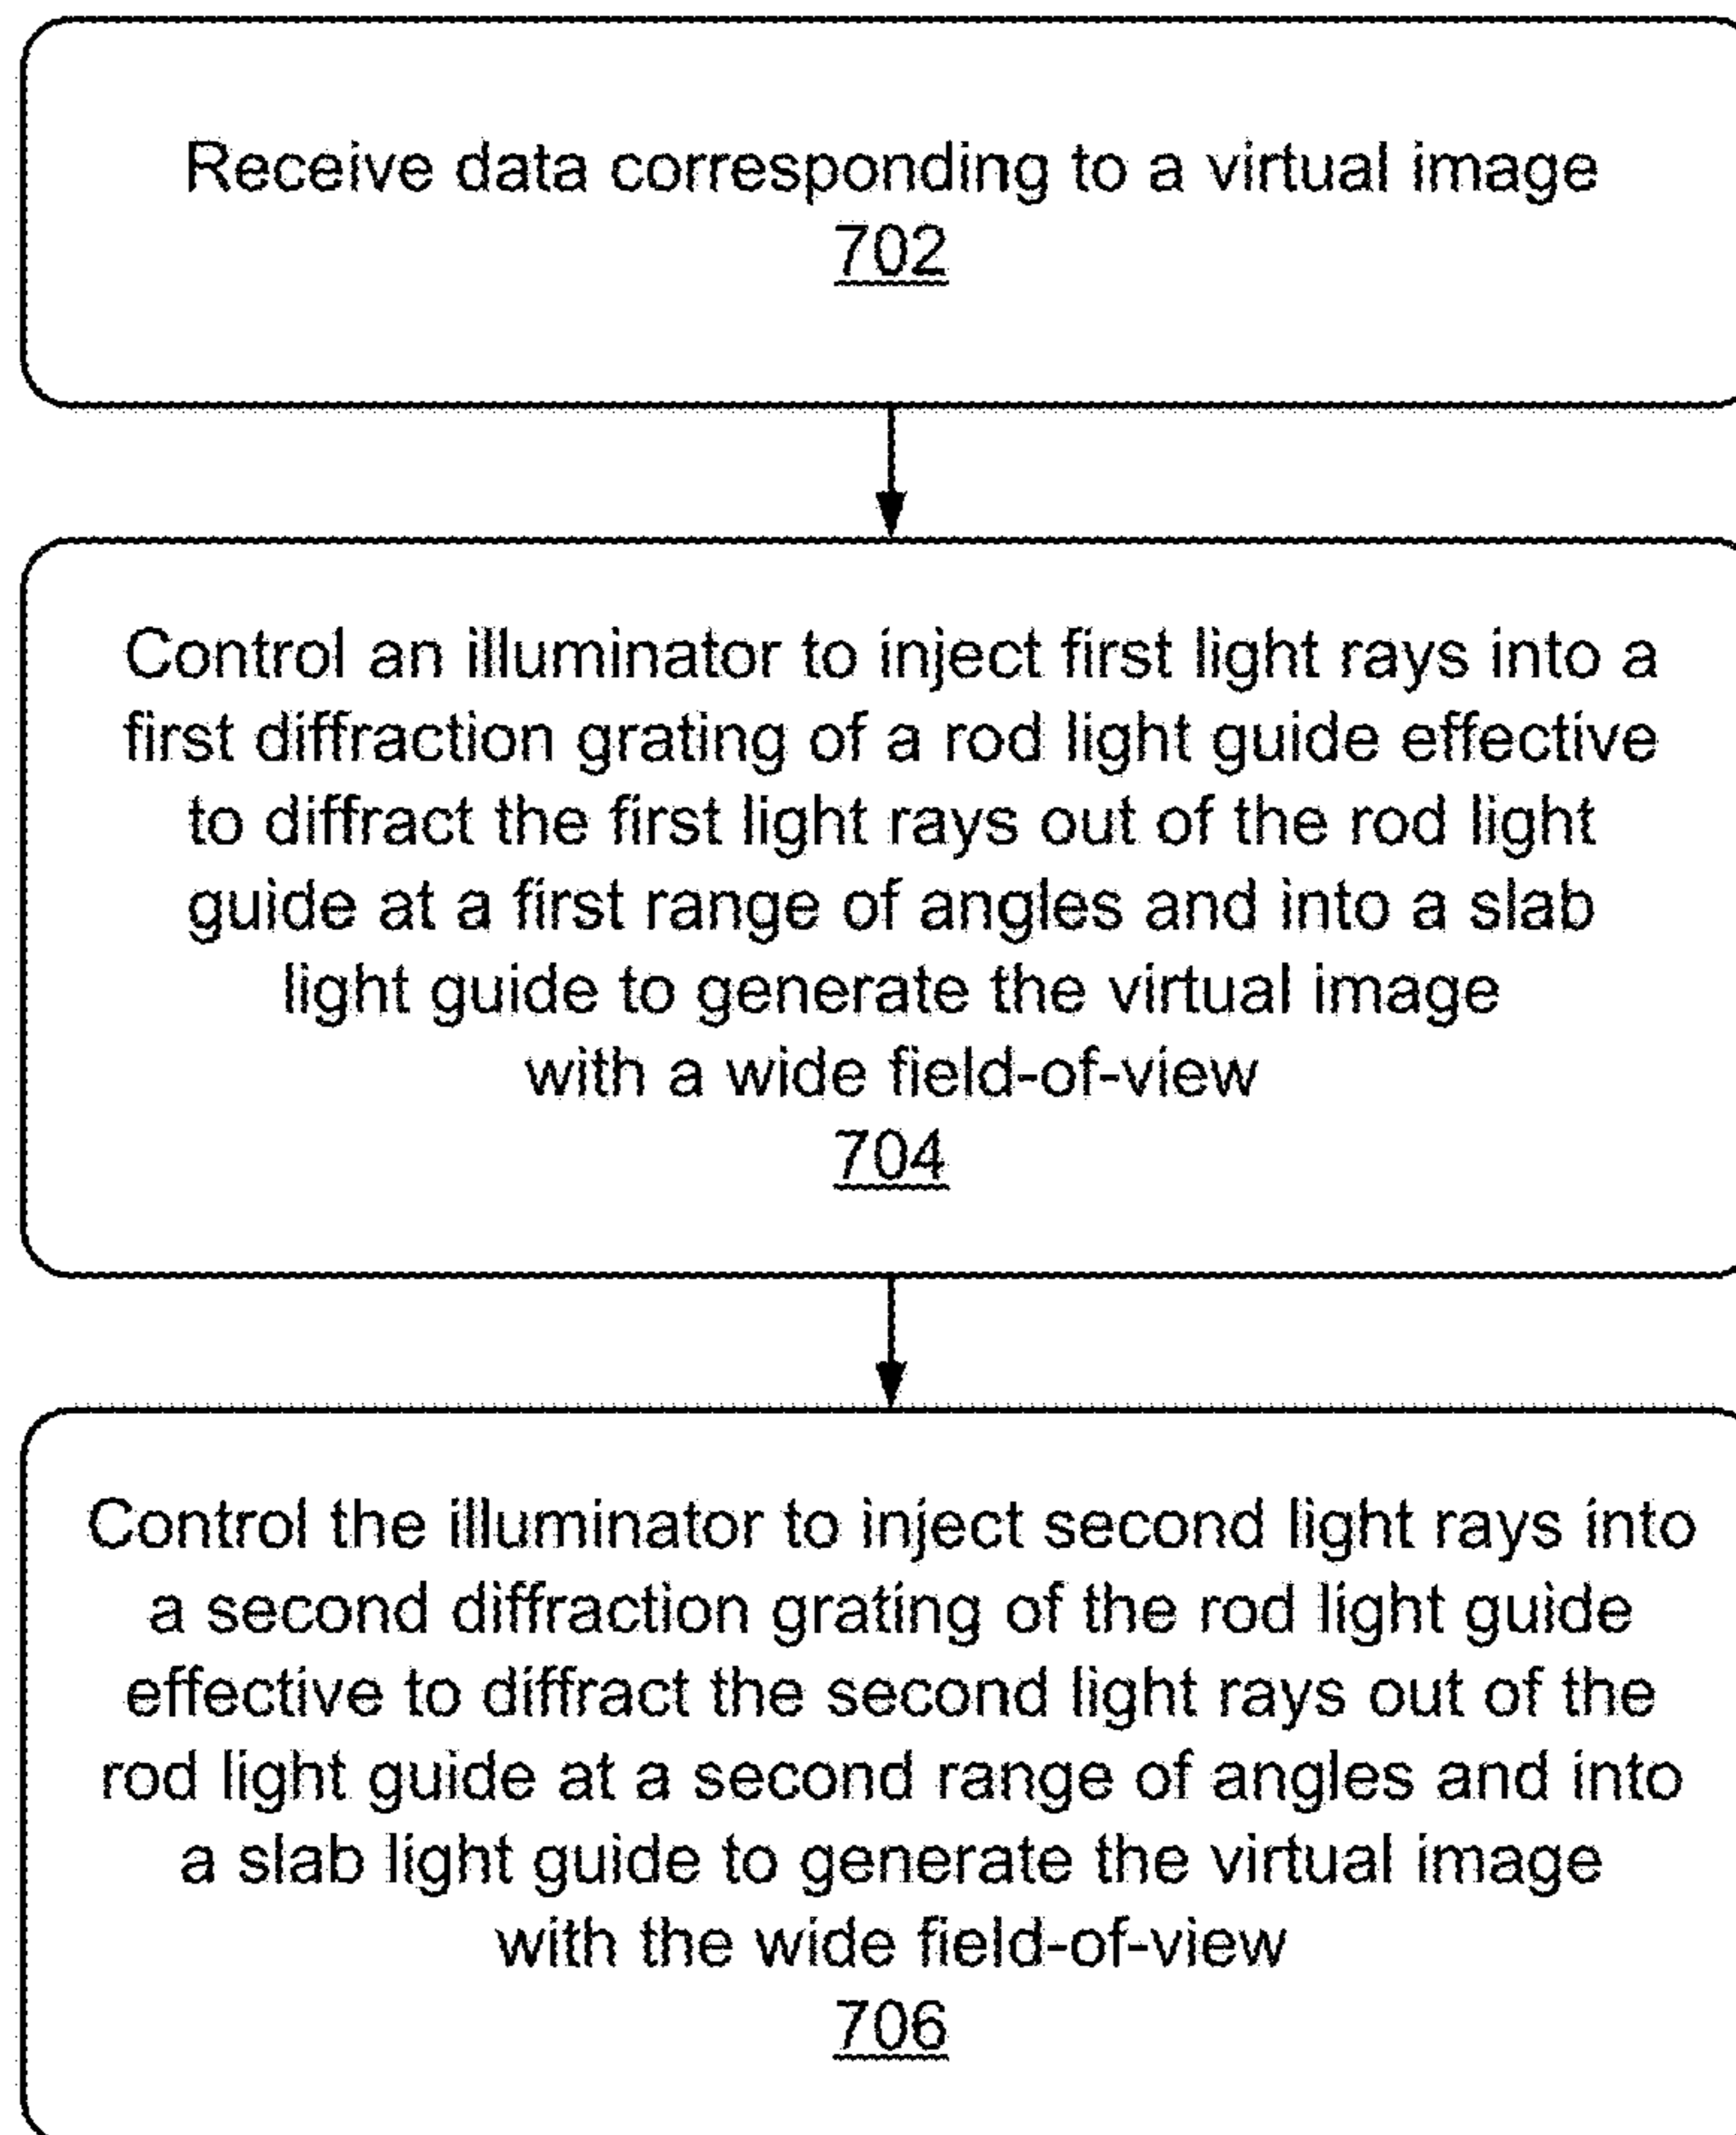 Receive data corresponding to a virtual image
702
Control an illuminator to inject first light rays into a
first diffraction grating of a rod light guide effective
to diffract the first light rays out of the rod light
guide at a first range of angles and into a slab
light guide to generate the virtual image
with a wide field-of-view
704
Control the illuminator to inject second light rays into
a second diffraction grating of the rod light guide
effective to diffract the second light rays out of the
rod light guide at a second range of angles and into
a slab light guide to generate the virtual image
with the wide field-of-view
706